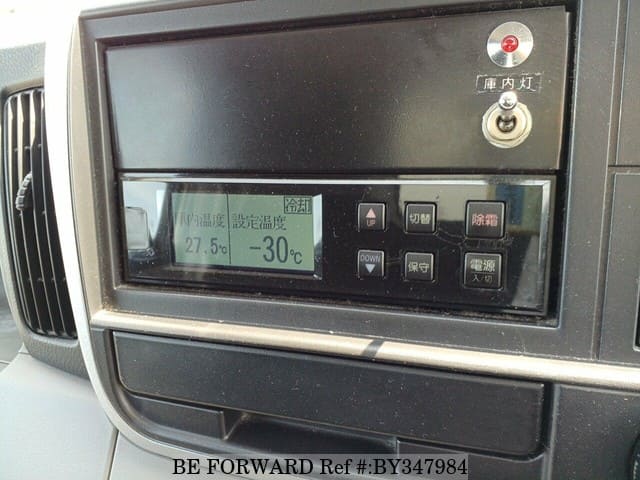 庫内灯
冷却
内温度 設定温度
27.5℃ -30℃
UP 切替 除霜
DOWN 保守 電源
入/切
BE FORWARD Ref #:BY347984